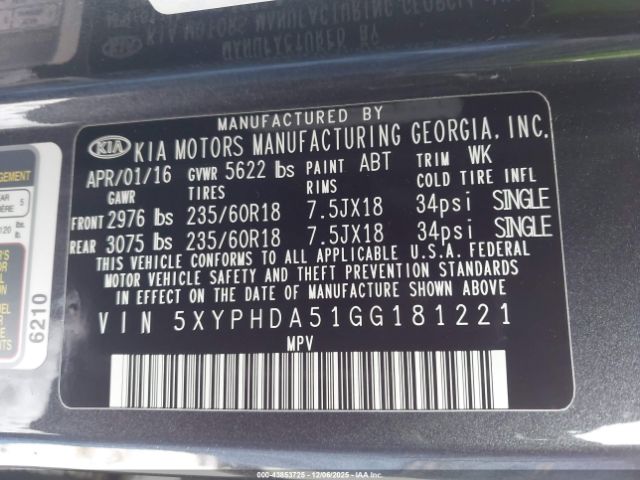 MANUFACTURED BY
KIA KIA MOTORS MANUFACTURING GEORGIA, INC.
APR/01/16 GVWR 5622 lbs PAINT ABT TRIM WK
GAWR TIRES RIMS COLD TIRE INFL
FRONT 2976 lbs 235/60R18 7.5JX18 34psi SINGLE
REAR 3075 lbs 235/60R18 7.5JX18 34psi SINGLE
THIS VEHICLE CONFORMS TO ALL APPLICABLE U.S.A. FEDERAL
MOTOR VEHICLE SAFETY AND THEFT PREVENTION STANDARDS
IN EFFECT ON THE DATE OF MANUFACTURE SHOWN ABOVE.
VIN 5XYPHDA51GG181221
MPV
6210
000-43853725 - 12/06/2025 - IAAI